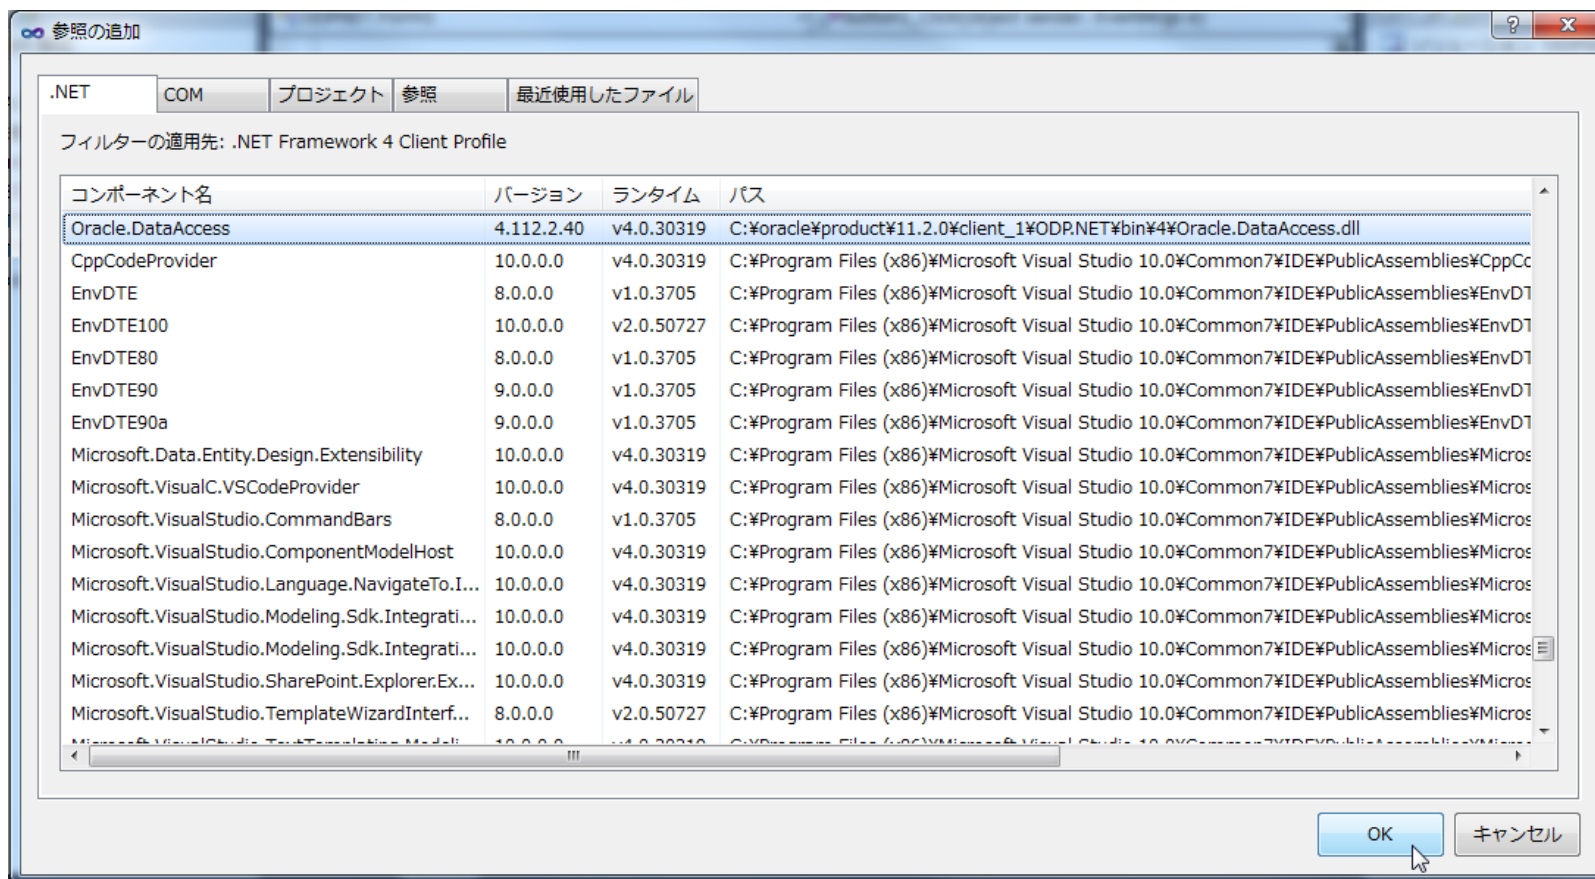 参照の追加
.NET COM プロジェクト 参照 最近使用したファイル
フィルターの適用先: .NET Framework 4 Client Profile
コンポーネント名 バージョン ランタイム パス
Oracle.DataAccess 4.112.2.40 v4.0.30319 C:¥oracle¥product¥11.2.0¥client_1¥ODP.NET¥bin¥4¥Oracle.DataAccess.dll
CppCodeProvider 10.0.0.0 v4.0.30319 C:¥Program Files (x86)¥Microsoft Visual Studio 10.0¥Common7¥IDE¥PublicAssemblies¥CppCo
EnvDTE 8.0.0.0 v1.0.3705 C:¥Program Files (x86)¥Microsoft Visual Studio 10.0¥Common7¥IDE¥PublicAssemblies¥EnvDT
EnvDTE100 10.0.0.0 v2.0.50727 C:¥Program Files (x86)¥Microsoft Visual Studio 10.0¥Common7¥IDE¥PublicAssemblies¥EnvDT
EnvDTE80 8.0.0.0 v1.0.3705 C:¥Program Files (x86)¥Microsoft Visual Studio 10.0¥Common7¥IDE¥PublicAssemblies¥EnvDT
EnvDTE90 9.0.0.0 v1.0.3705 C:¥Program Files (x86)¥Microsoft Visual Studio 10.0¥Common7¥IDE¥PublicAssemblies¥EnvDT
EnvDTE90a 9.0.0.0 v1.0.3705 C:¥Program Files (x86)¥Microsoft Visual Studio 10.0¥Common7¥IDE¥PublicAssemblies¥EnvDT
Microsoft.Data.Entity.Design.Extensibility 10.0.0.0 v4.0.30319 C:¥Program Files (x86)¥Microsoft Visual Studio 10.0¥Common7¥IDE¥PublicAssemblies¥Micros
Microsoft.VisualC.VSCodeProvider 10.0.0.0 v4.0.30319 C:¥Program Files (x86)¥Microsoft Visual Studio 10.0¥Common7¥IDE¥PublicAssemblies¥Micros
Microsoft.VisualStudio.CommandBars 8.0.0.0 v1.0.3705 C:¥Program Files (x86)¥Microsoft Visual Studio 10.0¥Common7¥IDE¥PublicAssemblies¥Micros
Microsoft.VisualStudio.ComponentModelHost 10.0.0.0 v4.0.30319 C:¥Program Files (x86)¥Microsoft Visual Studio 10.0¥Common7¥IDE¥PublicAssemblies¥Micros
Microsoft.VisualStudio.Language.NavigateTo.I... 10.0.0.0 v4.0.30319 C:¥Program Files (x86)¥Microsoft Visual Studio 10.0¥Common7¥IDE¥PublicAssemblies¥Micros
Microsoft.VisualStudio.Modeling.Sdk.Integrati... 10.0.0.0 v4.0.30319 C:¥Program Files (x86)¥Microsoft Visual Studio 10.0¥Common7¥IDE¥PublicAssemblies¥Micros
Microsoft.VisualStudio.Modeling.Sdk.Integrati... 10.0.0.0 v4.0.30319 C:¥Program Files (x86)¥Microsoft Visual Studio 10.0¥Common7¥IDE¥PublicAssemblies¥Micros
Microsoft.VisualStudio.SharePoint.Explorer.Ex... 10.0.0.0 v4.0.30319 C:¥Program Files (x86)¥Microsoft Visual Studio 10.0¥Common7¥IDE¥PublicAssemblies¥Micros
Microsoft.VisualStudio.TemplateWizardInterf... 8.0.0.0 v2.0.50727 C:¥Program Files (x86)¥Microsoft Visual Studio 10.0¥Common7¥IDE¥PublicAssemblies¥Micros
OK キャンセル